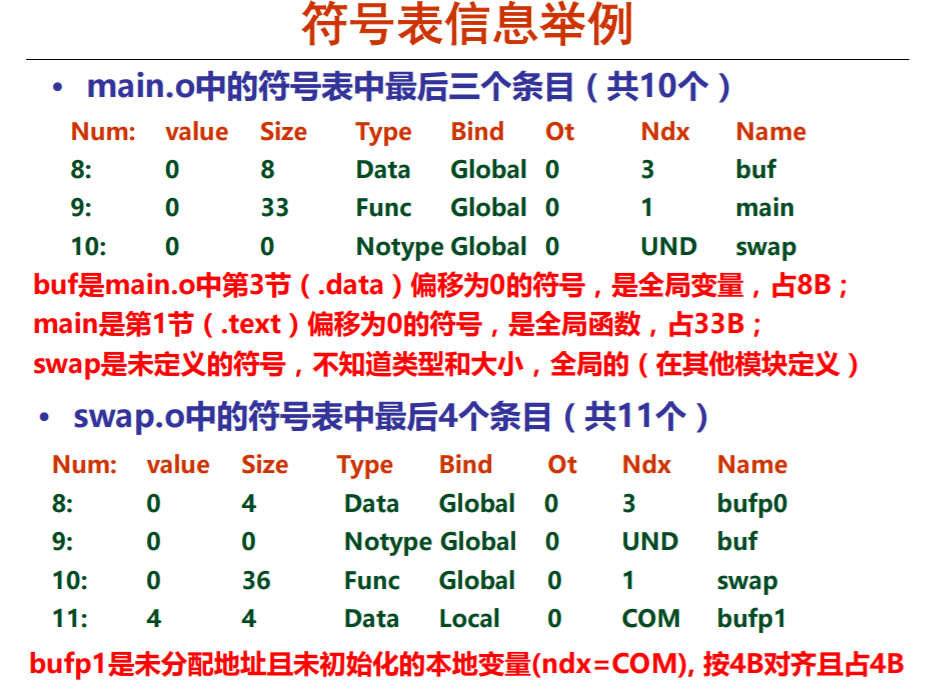 符号表信息举例
• main.o中的符号表中最后三个条目（共10个）
Num: value Size Type Bind Ot Ndx Name
8: 0 8 Data Global 0 3 buf
9: 0 33 Func Global 0 1 main
10: 0 0 Notype Global 0 UND swap
buf是main.o中第3节（.data）偏移为0的符号，是全局变量，占8B；
main是第1节（.text）偏移为0的符号，是全局函数，占33B；
swap是未定义的符号，不知道类型和大小，全局的（在其他模块定义）
• swap.o中的符号表中最后4个条目（共11个）
Num: value Size Type Bind Ot Ndx Name
8: 0 4 Data Global 0 3 bufp0
9: 0 0 Notype Global 0 UND buf
10: 0 36 Func Global 0 1 swap
11: 4 4 Data Local 0 COM bufp1
bufp1是未分配地址且未初始化的本地变量(ndx=COM), 按4B对齐且占4B